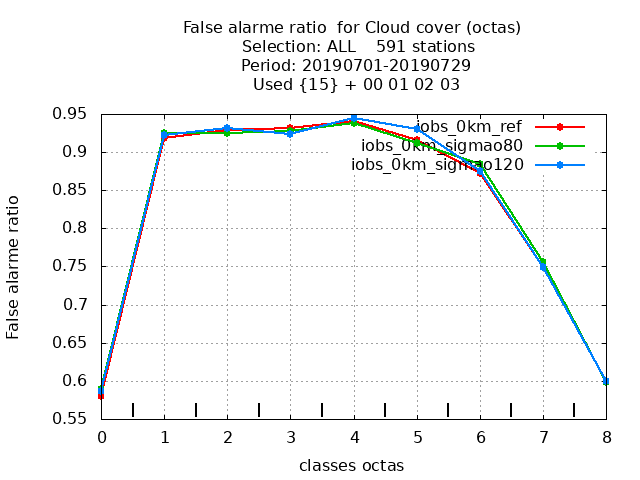 False alarme ratio  for Cloud cover (octas)
Selection: ALL    591 stations
Period: 20190701-20190729
Used {15} + 00 01 02 03
iobs_0km_ref
iobs_0km_sigmao80
iobs_0km_sigmao120
False alarme ratio
0.95
0.9
0.85
0.8
0.75
0.7
0.65
0.6
0.55
0 1 2 3 4 5 6 7 8
classes octas